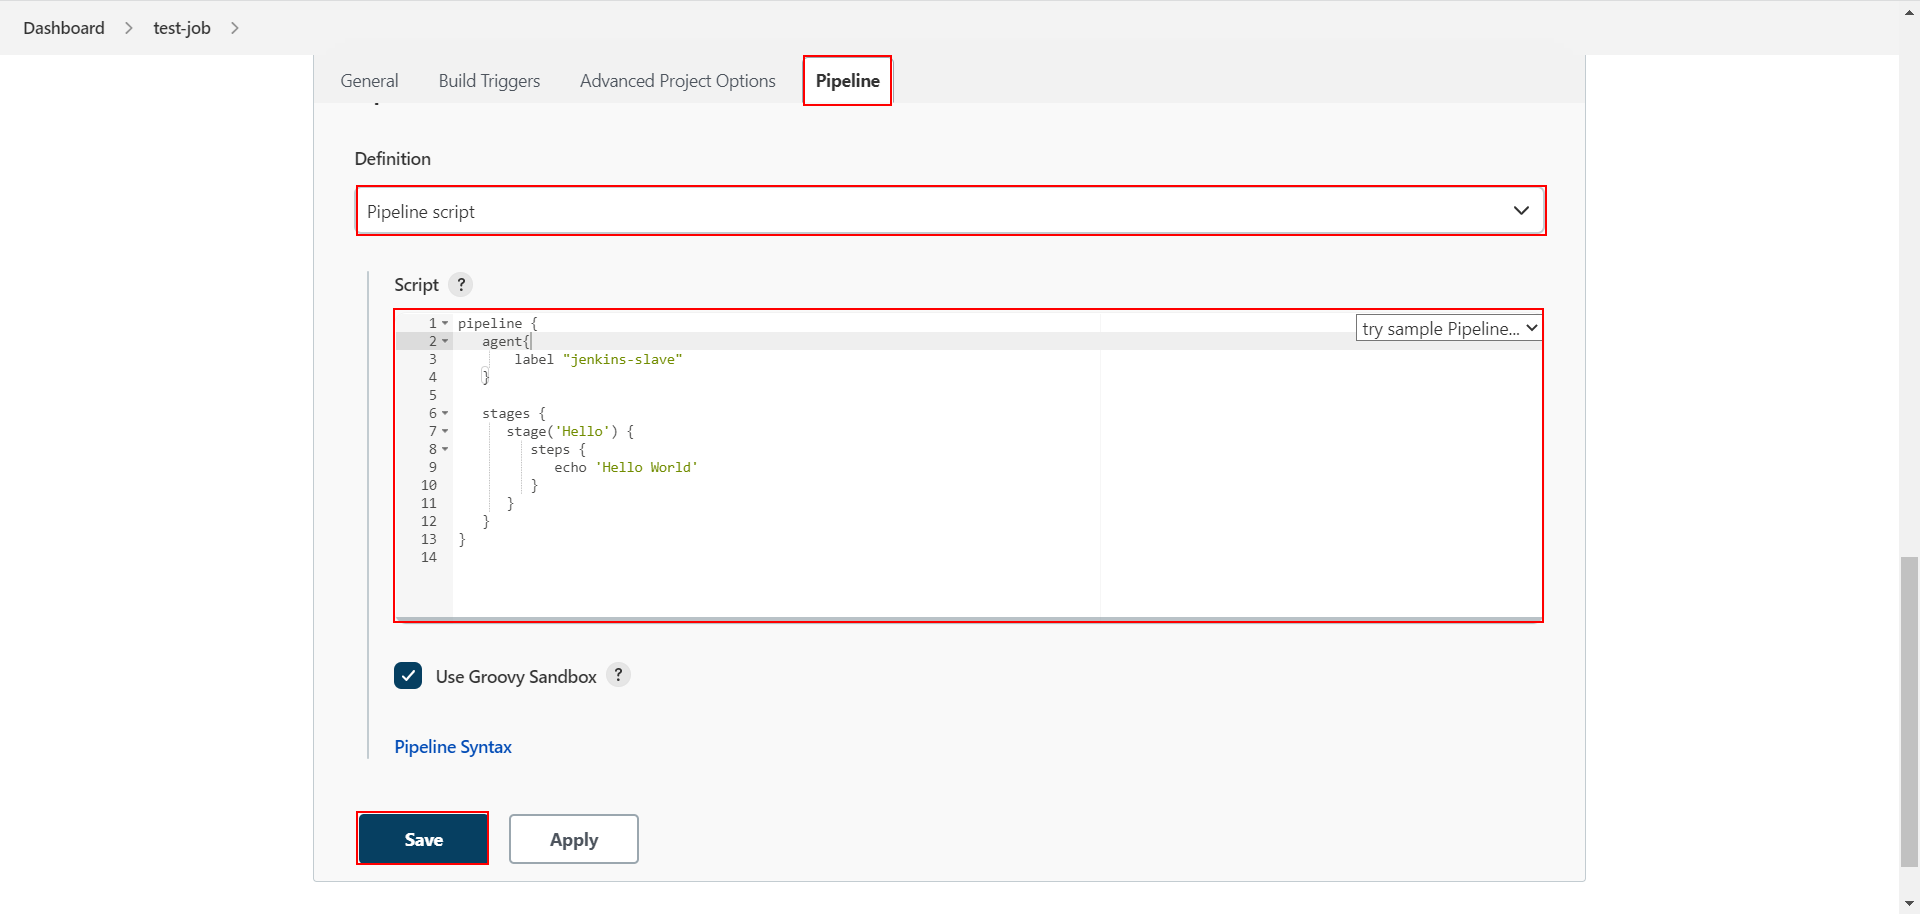 Dashboard > test-job >
General Build Triggers Advanced Project Options Pipeline
Definition
Pipeline script
Script ?
try sample Pipeline...
1 pipeline {
2    agent{
3        label "jenkins-slave"
4    }
5
6    stages {
7       stage('Hello') {
8          steps {
9             echo 'Hello World'
10          }
11       }
12    }
13 }
14
Use Groovy Sandbox ?
Pipeline Syntax
Save Apply